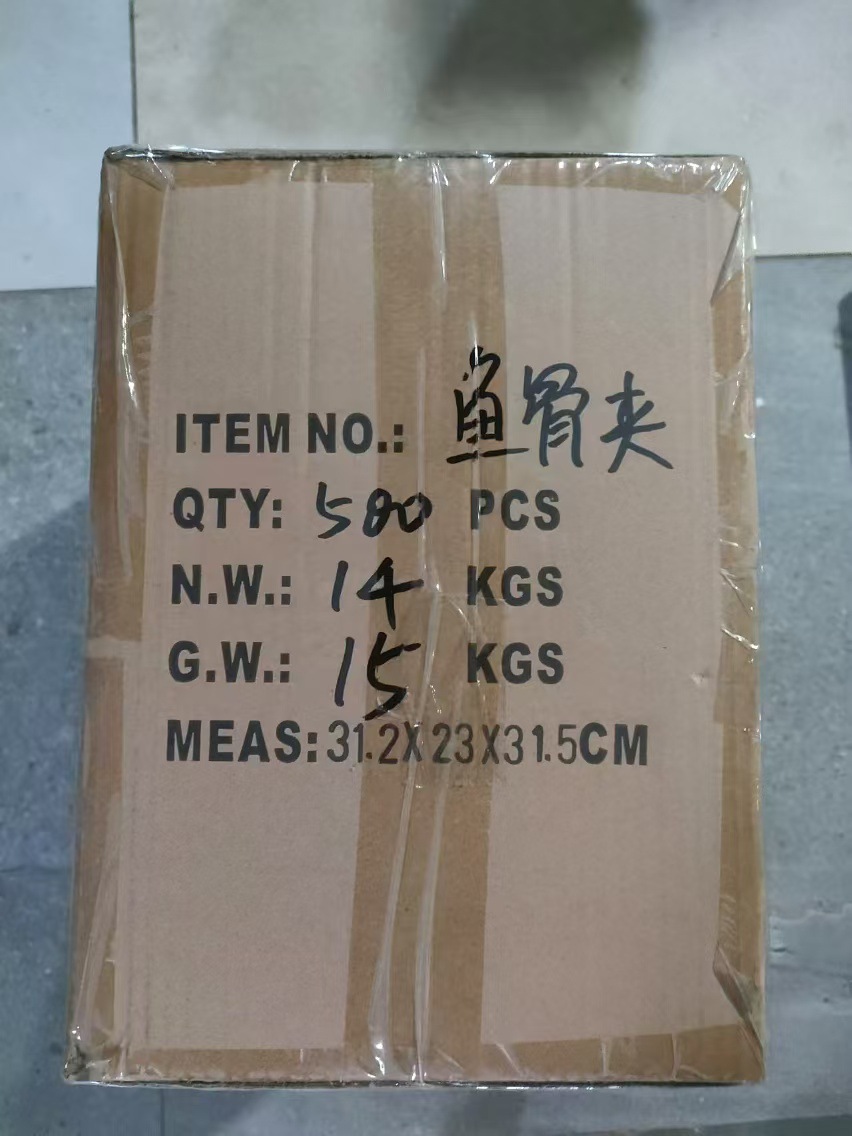 ITEM NO.: 鱼骨夹
QTY: 500 PCS
N.W.: 14 KGS
G.W.: 15 KGS
MEAS:31.2X23X31.5CM